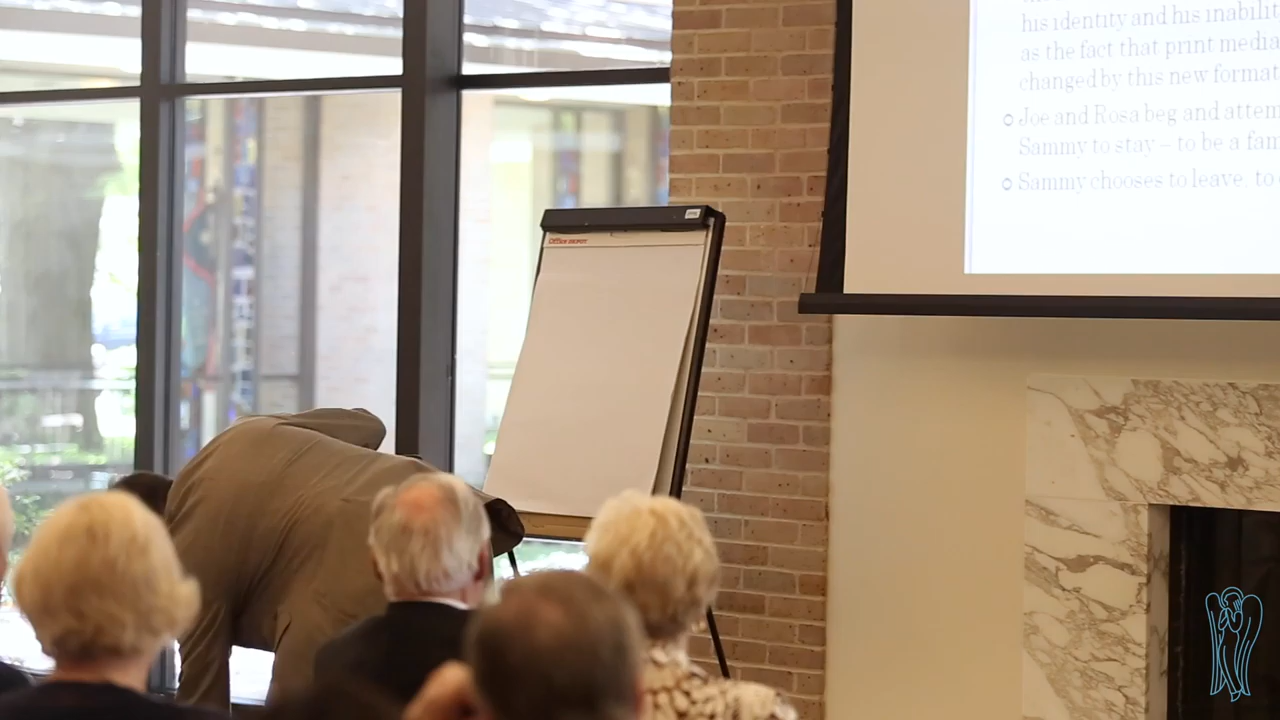 his identity and his inabilit
as the fact that print media
changed by this new format
Joe and Rosa beg and attem
Sammy to stay – to be a fam
Sammy chooses to leave, to
Office DEPOT